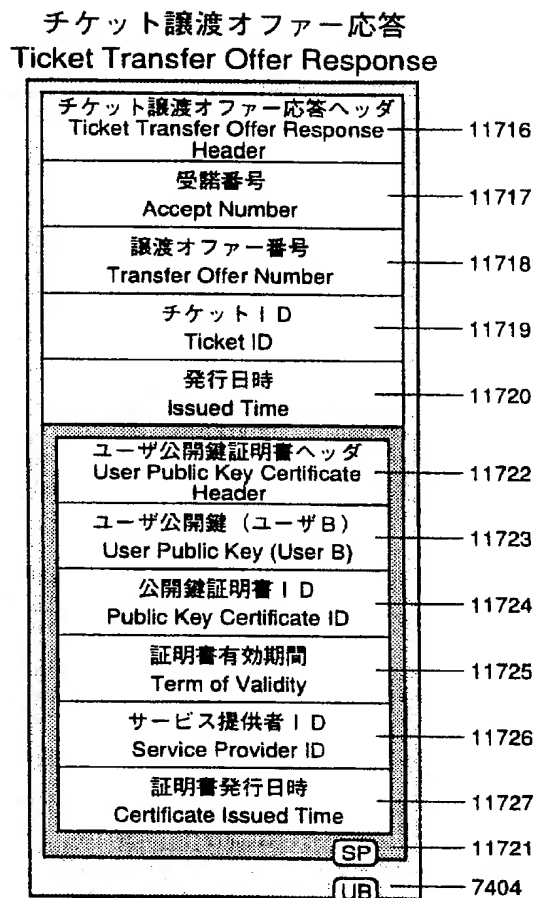 チケット譲渡オファー応答
Ticket Transfer Offer Response
チケット譲渡オファー応答ヘッダ
Ticket Transfer Offer Response
Header
11716
受諾番号
Accept Number
11717
譲渡オファー番号
Transfer Offer Number
11718
チケットID
Ticket ID
11719
発行日時
Issued Time
11720
ユーザ公開鍵証明書ヘッダ
User Public Key Certificate
Header
11722
ユーザ公開鍵（ユーザB）
User Public Key (User B)
11723
公開鍵証明書ID
Public Key Certificate ID
11724
証明書有効期間
Term of Validity
11725
サービス提供者ID
Service Provider ID
11726
証明書発行日時
Certificate Issued Time
11727
SP
11721
UB
7404